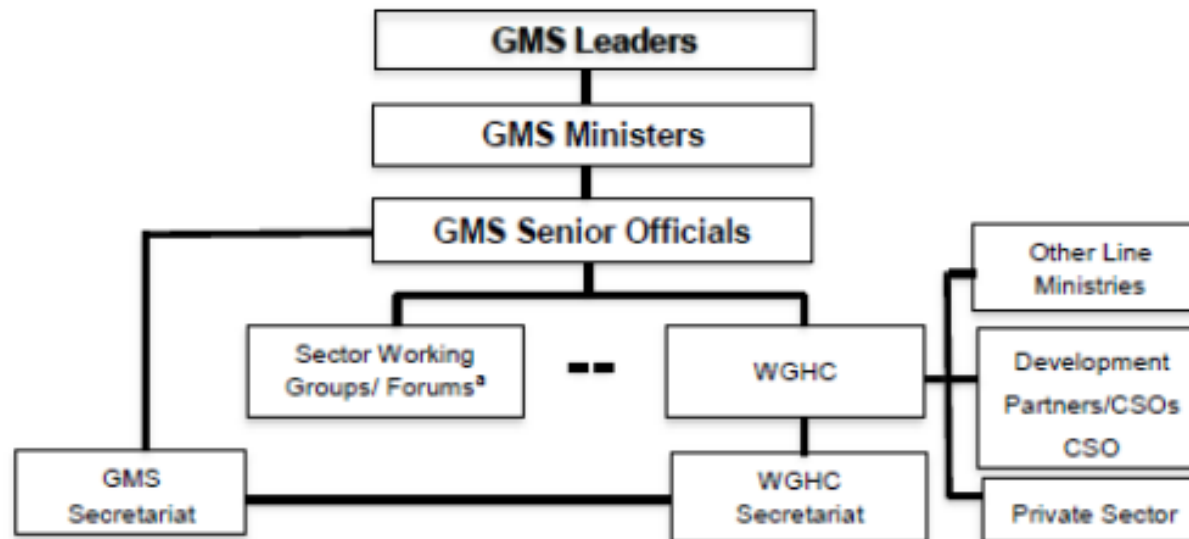 GMS Leaders
GMS Ministers
GMS Senior Officials
Other Line
Ministries
Sector Working
Groups/ Forumsª
--
WGHC
Development
Partners/CSOs
CSO
GMS
Secretariat
WGHC
Secretariat
Private Sector